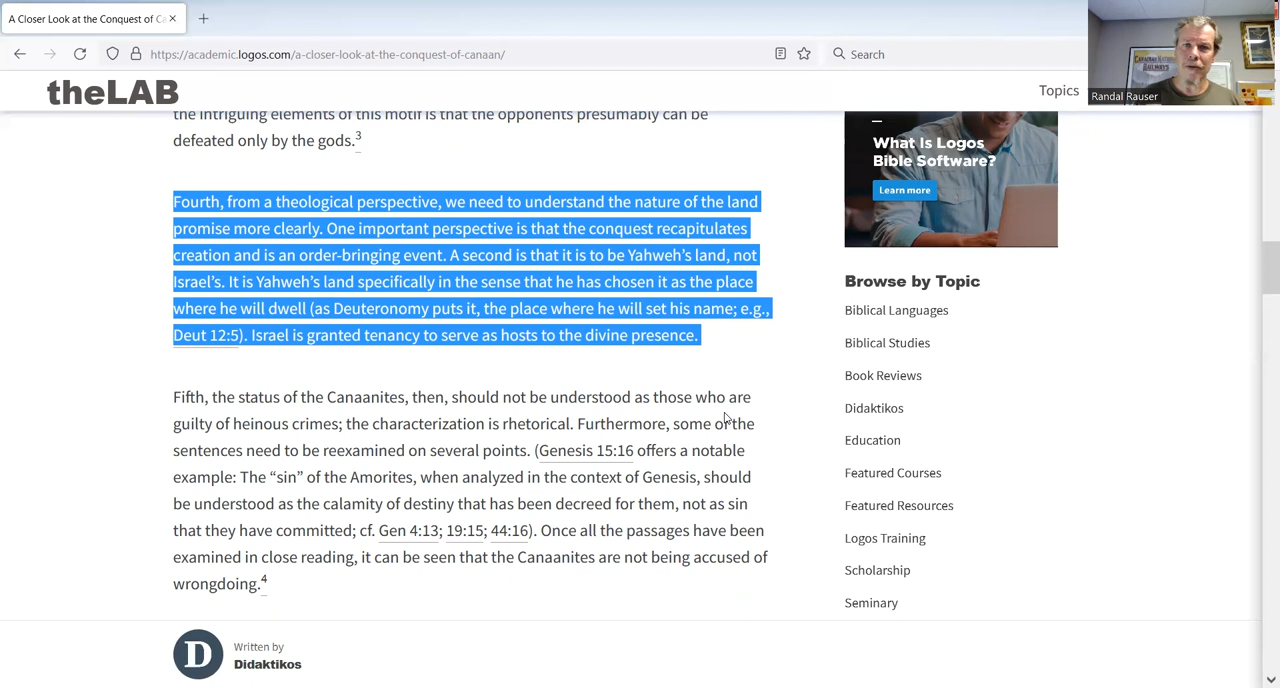 A Closer Look at the Conquest of Ca
https://academic.logos.com/a-closer-look-at-the-conquest-of-canaan/
Search
Randal Rauser
theLAB
Topics
the intriguing elements of this motif is that the opponents presumably can be
defeated only by the gods.3
Fourth, from a theological perspective, we need to understand the nature of the land
promise more clearly. One important perspective is that the conquest recapitulates
creation and is an order-bringing event. A second is that it is to be Yahweh’s land, not
Israel’s. It is Yahweh’s land specifically in the sense that he has chosen it as the place
where he will dwell (as Deuteronomy puts it, the place where he will set his name; e.g.,
Deut 12:5). Israel is granted tenancy to serve as hosts to the divine presence.
Fifth, the status of the Canaanites, then, should not be understood as those who are
guilty of heinous crimes; the characterization is rhetorical. Furthermore, some of the
sentences need to be reexamined on several points. (Genesis 15:16 offers a notable
example: The “sin” of the Amorites, when analyzed in the context of Genesis, should
be understood as the calamity of destiny that has been decreed for them, not as sin
that they have committed; cf. Gen 4:13; 19:15; 44:16). Once all the passages have been
examined in close reading, it can be seen that the Canaanites are not being accused of
wrongdoing.4
D
Written by
Didaktikos
What Is Logos
Bible Software?
Learn more
Browse by Topic
Biblical Languages
Biblical Studies
Book Reviews
Didaktikos
Education
Featured Courses
Featured Resources
Logos Training
Scholarship
Seminary